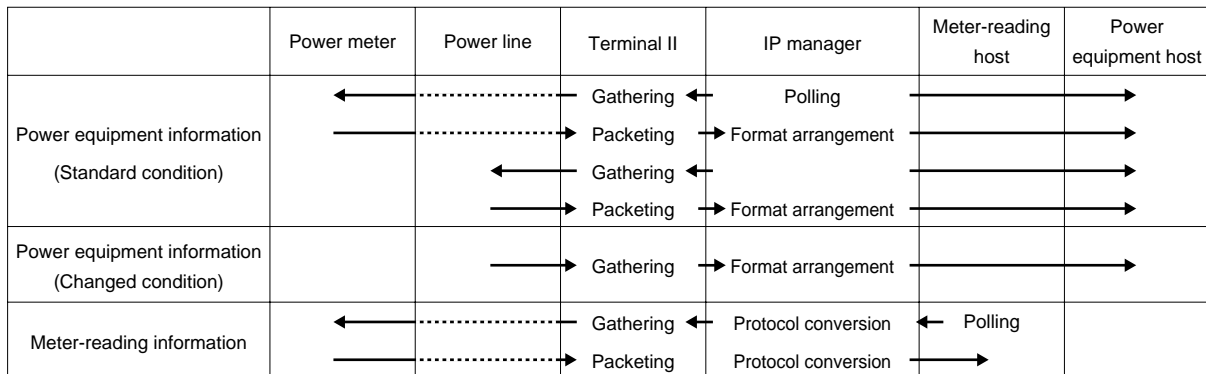 Power meter
Power line
Terminal II
IP manager
Meter-reading
host
Power
equipment host
Power equipment information
(Standard condition)
Gathering
Polling
Packeting
Format arrangement
Gathering
Packeting
Format arrangement
Power equipment information
(Changed condition)
Gathering
Format arrangement
Meter-reading information
Gathering
Protocol conversion
Polling
Packeting
Protocol conversion